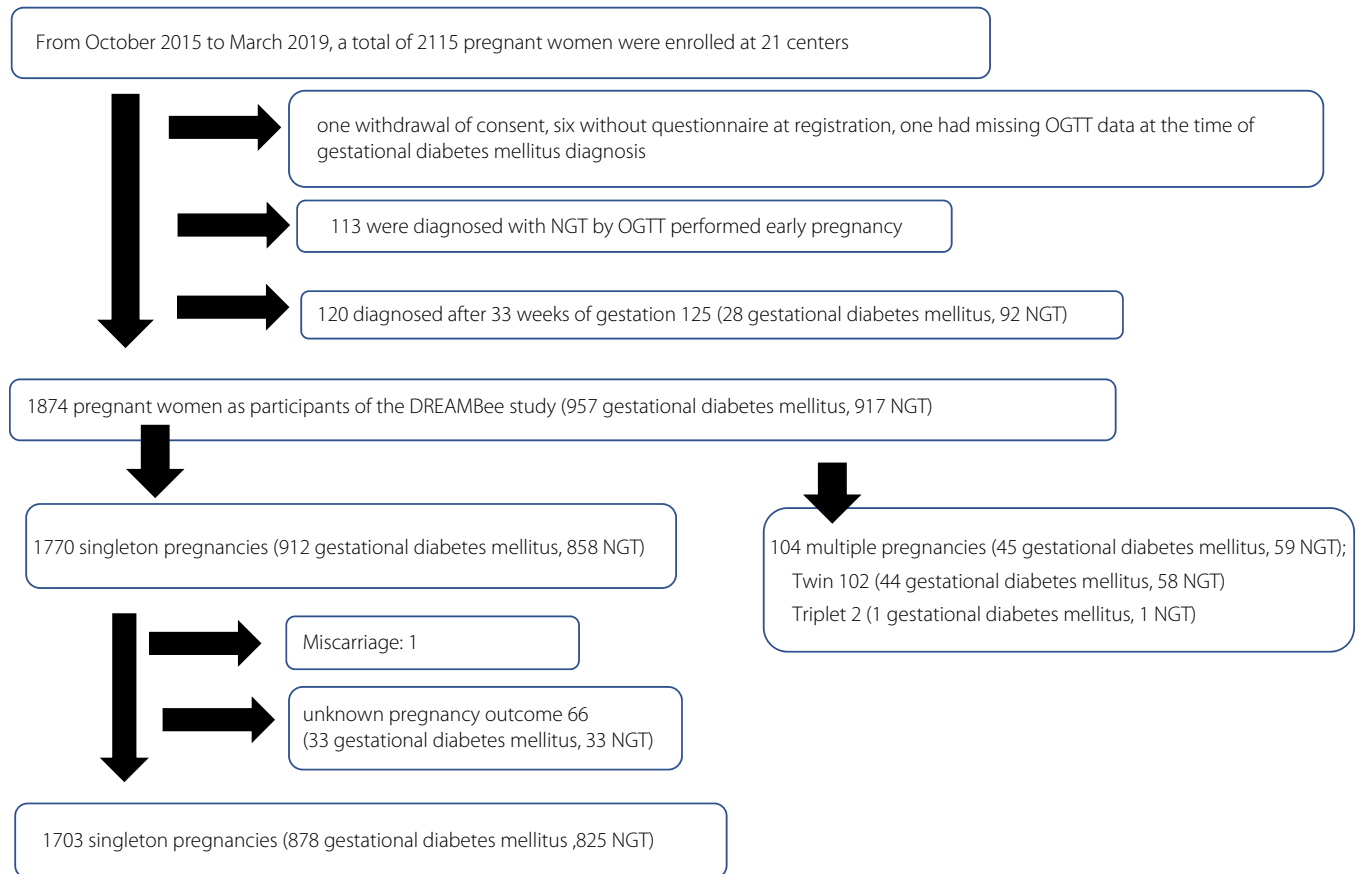 From October 2015 to March 2019, a total of 2115 pregnant women were enrolled at 21 centers
one withdrawal of consent, six without questionnaire at registration, one had missing OGTT data at the time of
gestational diabetes mellitus diagnosis
113 were diagnosed with NGT by OGTT performed early pregnancy
120 diagnosed after 33 weeks of gestation 125 (28 gestational diabetes mellitus, 92 NGT)
1874 pregnant women as participants of the DREAMBee study (957 gestational diabetes mellitus, 917 NGT)
1770 singleton pregnancies (912 gestational diabetes mellitus, 858 NGT)
104 multiple pregnancies (45 gestational diabetes mellitus, 59 NGT);
Twin 102 (44 gestational diabetes mellitus, 58 NGT)
Triplet 2 (1 gestational diabetes mellitus, 1 NGT)
Miscarriage: 1
unknown pregnancy outcome 66
(33 gestational diabetes mellitus, 33 NGT)
1703 singleton pregnancies (878 gestational diabetes mellitus ,825 NGT)